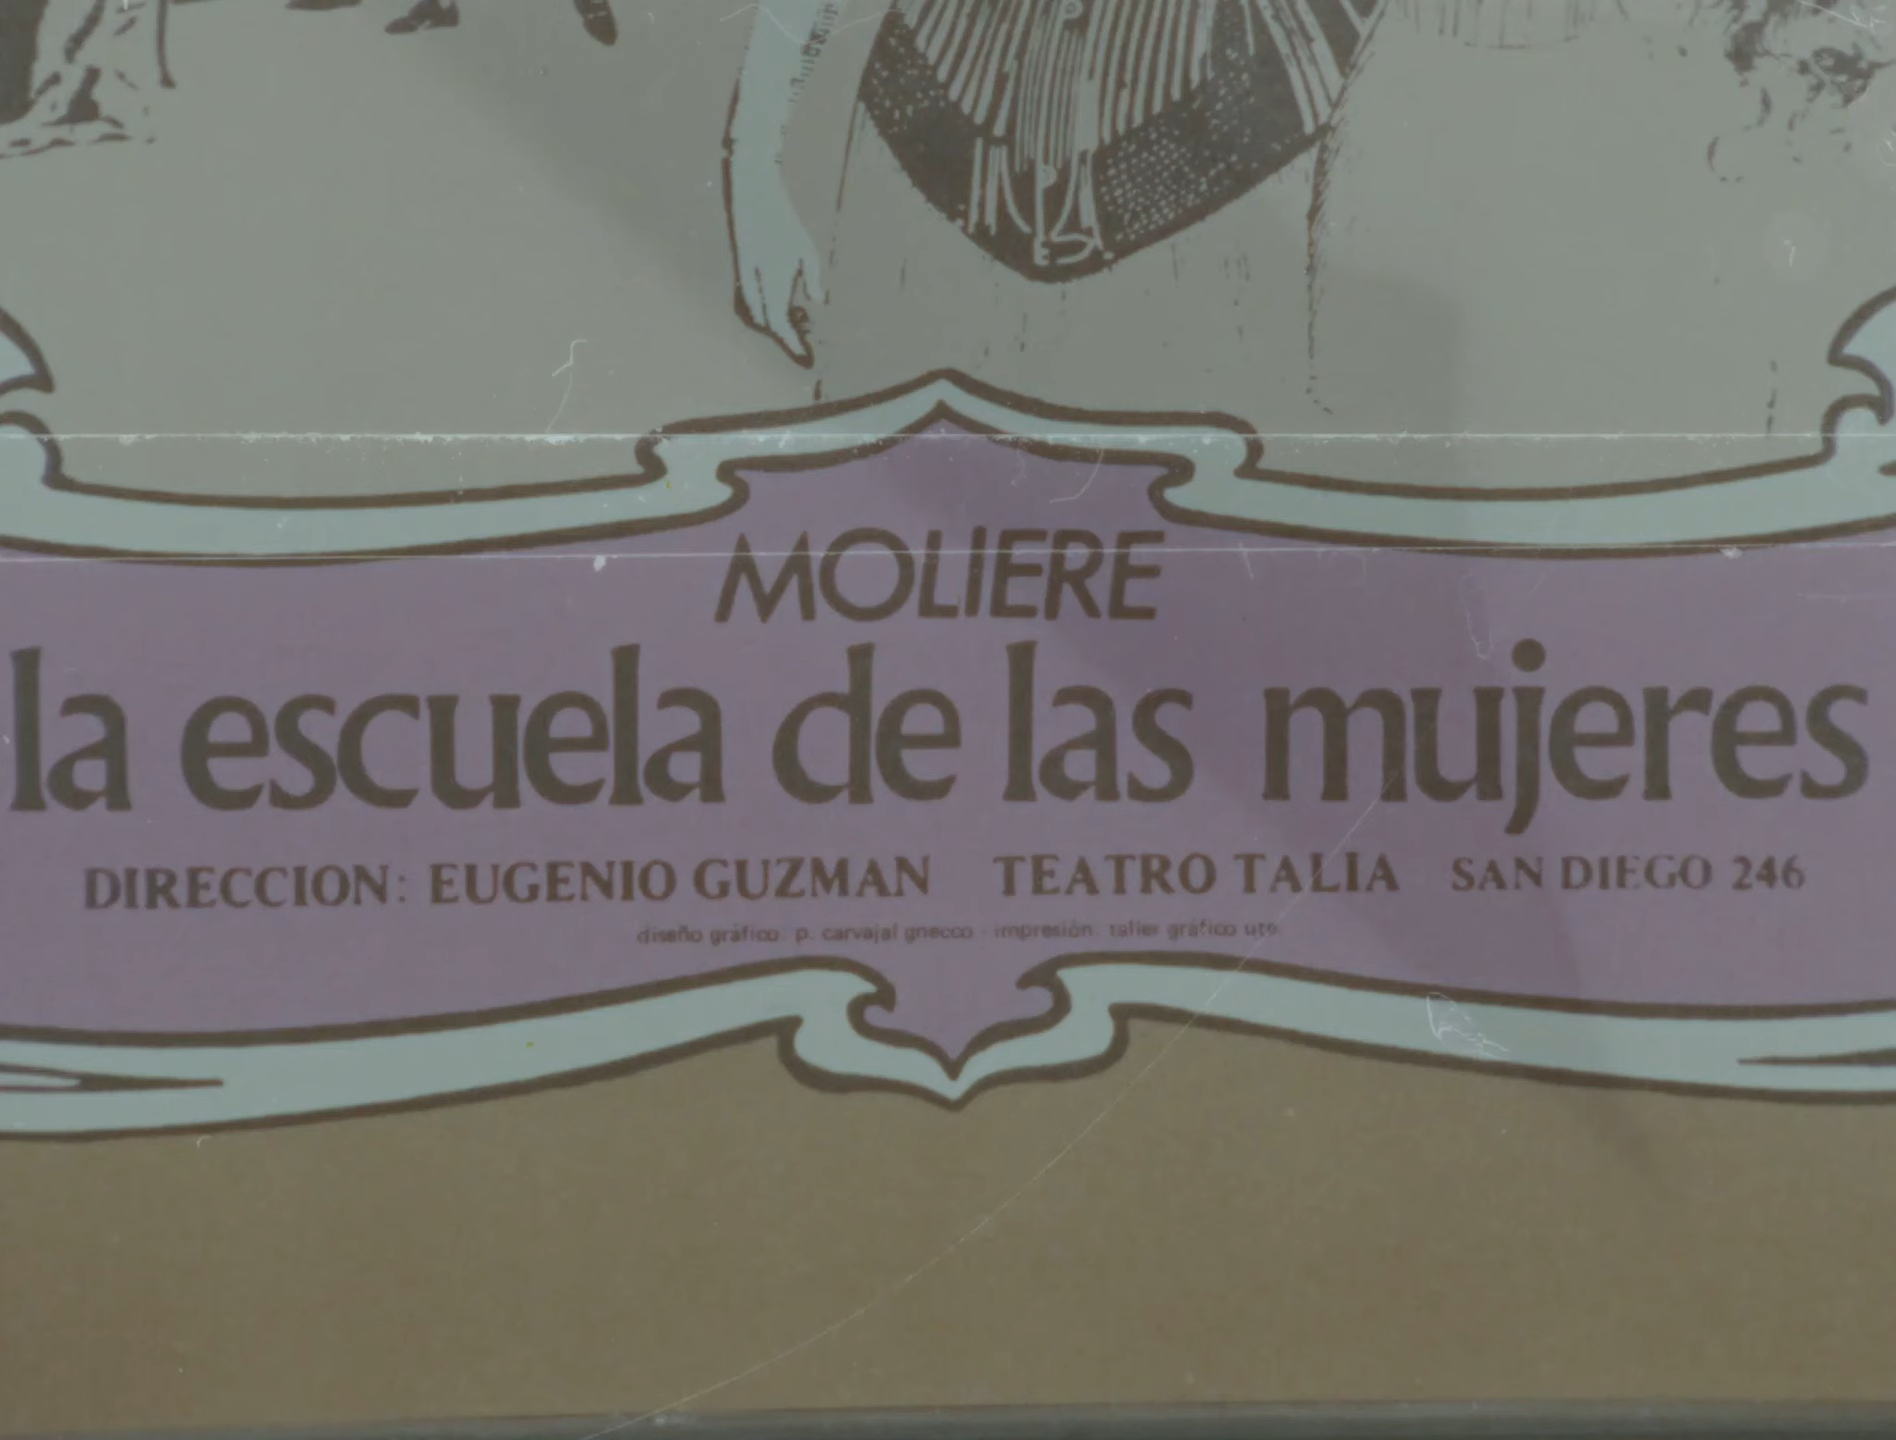 MOLIERE
la escuela de las mujeres
DIRECCION: EUGENIO GUZMAN TEATRO TALIA SAN DIEGO 246
diseño gráfico: p. carvajal gnecco - impresión: taller gráfico ute